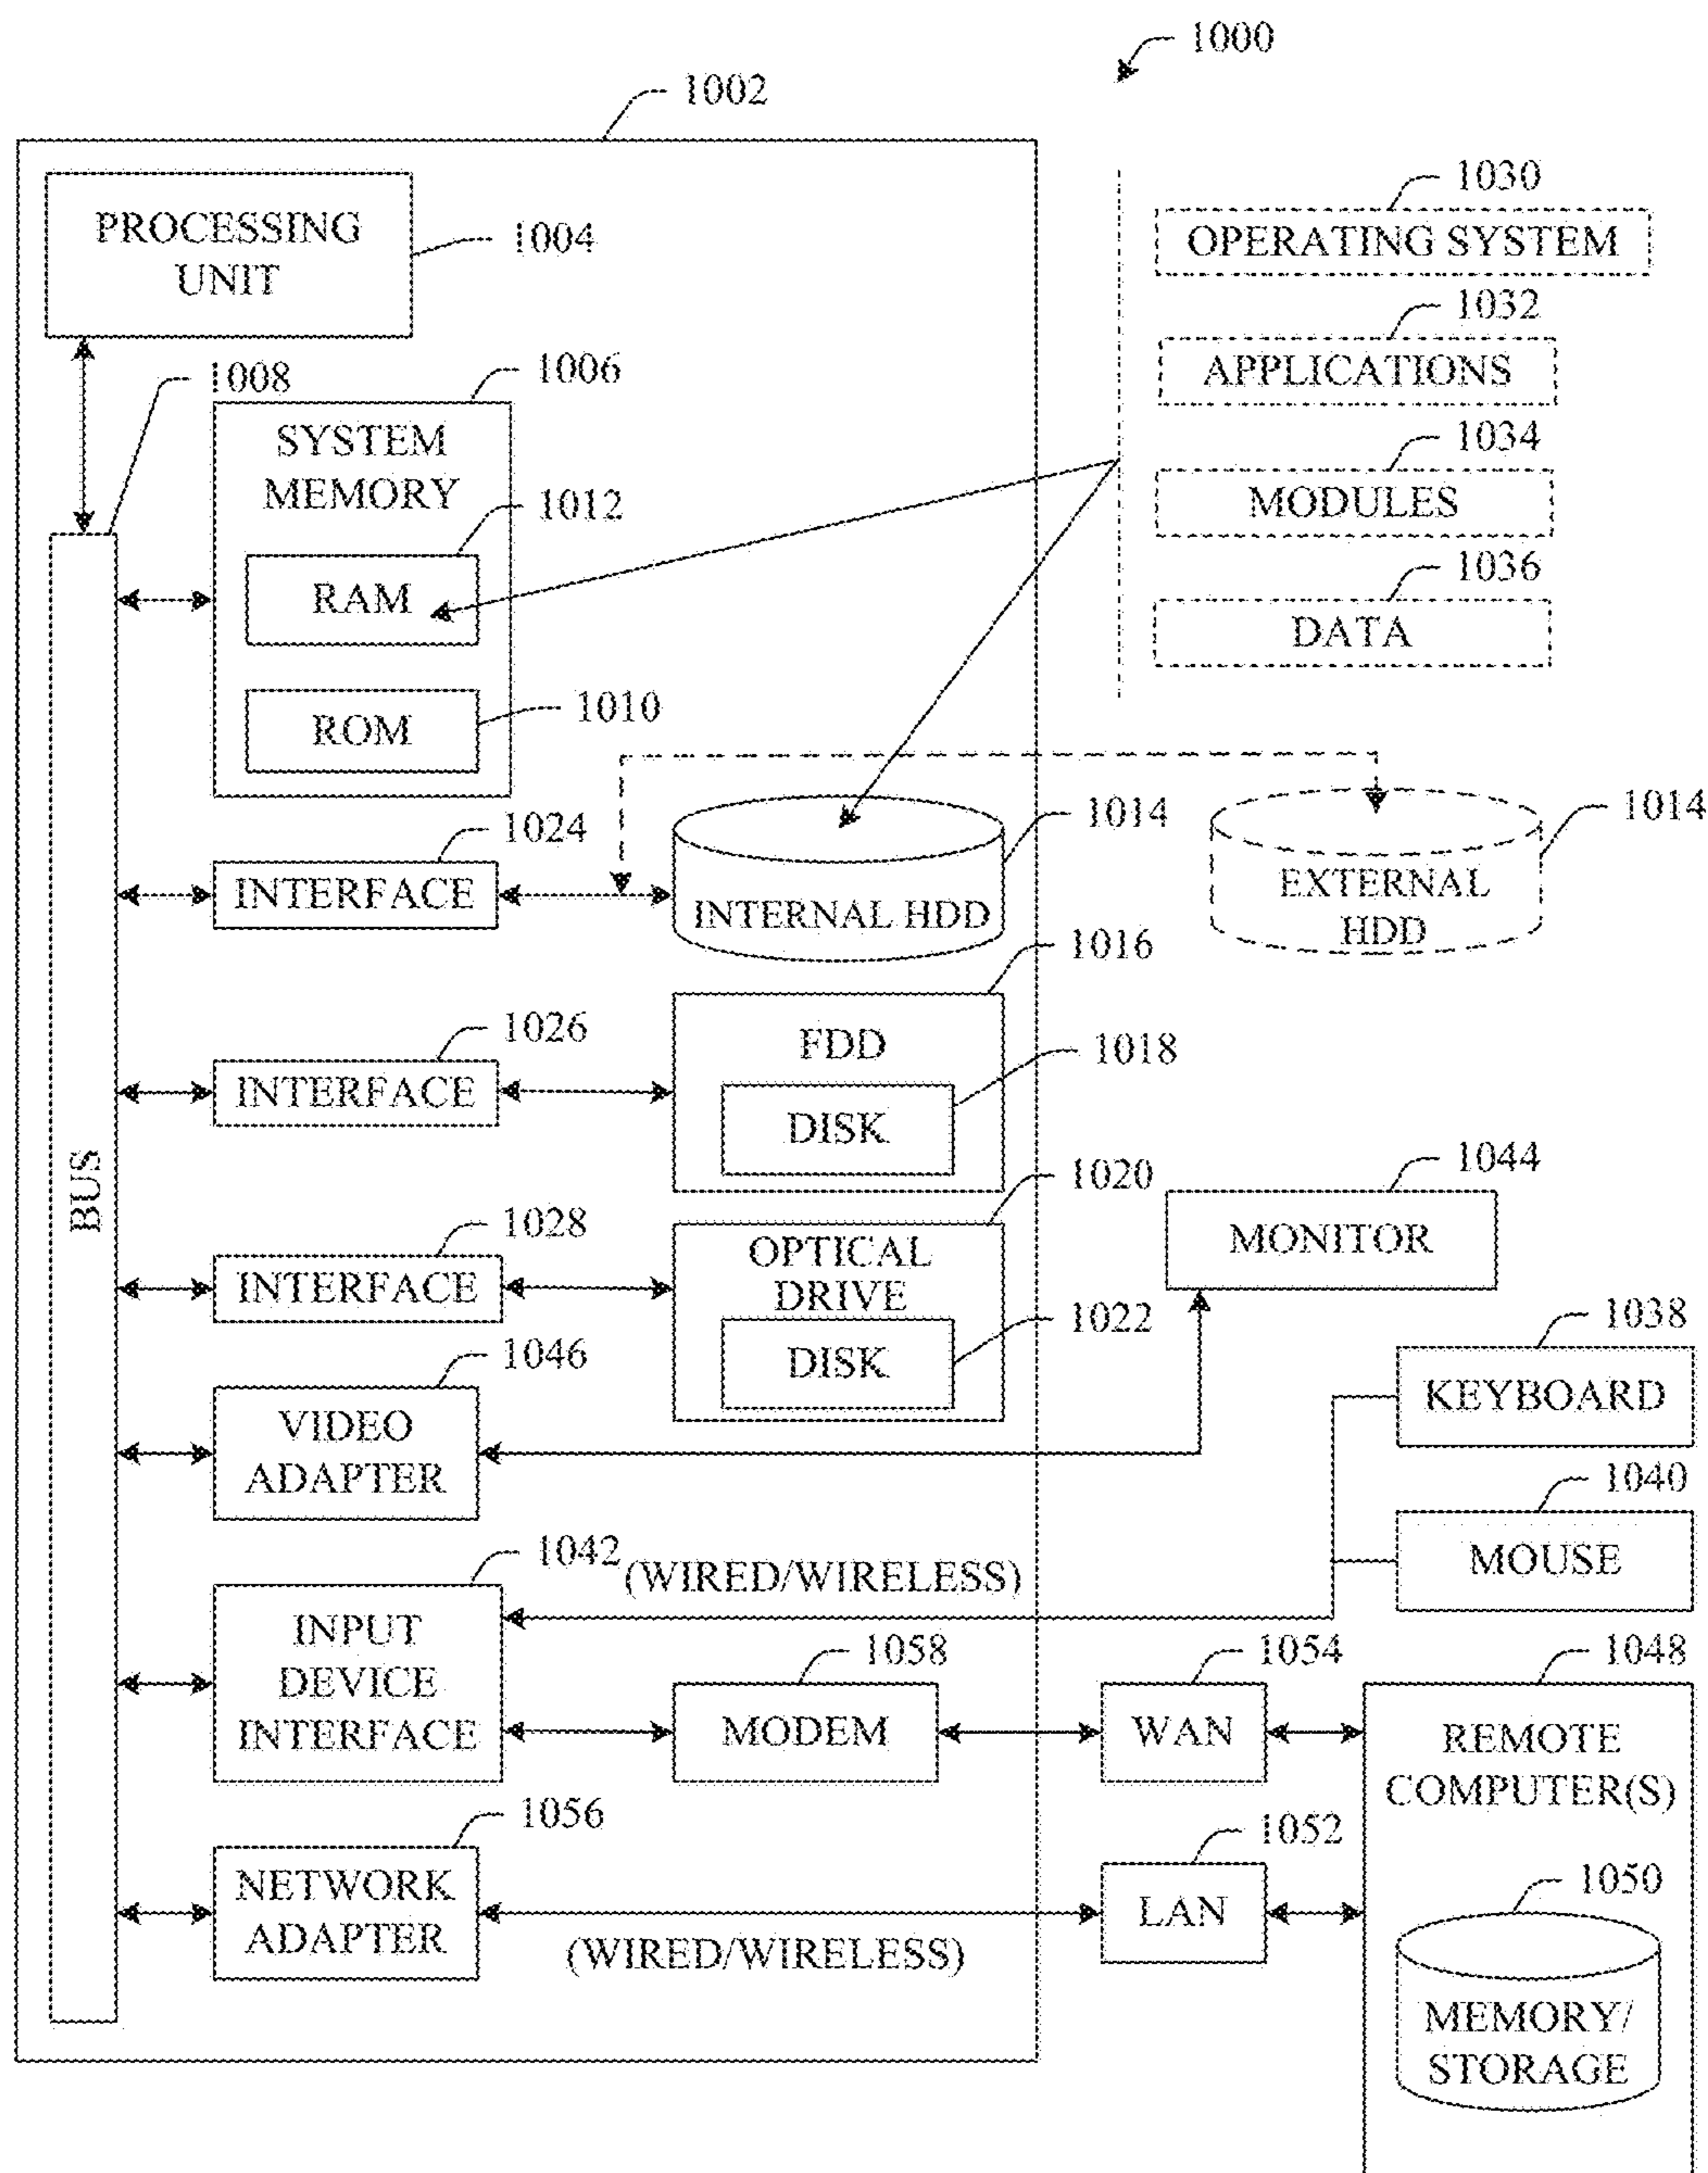 1000
1002
PROCESSING
UNIT
1004
1030
OPERATING SYSTEM
1032
APPLICATIONS
1034
MODULES
1036
DATA
1008
1006
SYSTEM
MEMORY
1012
RAM
1010
ROM
1024
INTERFACE
1014
INTERNAL HDD
1014
EXTERNAL
HDD
1026
INTERFACE
1016
FDD
1018
DISK
BUS
1028
INTERFACE
1020
OPTICAL
DRIVE
1022
DISK
1044
MONITOR
1046
VIDEO
ADAPTER
1038
KEYBOARD
1040
MOUSE
1042
(WIRED/WIRELESS)
INPUT
DEVICE
INTERFACE
1058
MODEM
1054
WAN
1048
REMOTE
COMPUTER(S)
1056
NETWORK
ADAPTER
(WIRED/WIRELESS)
1052
LAN
1050
MEMORY/
STORAGE